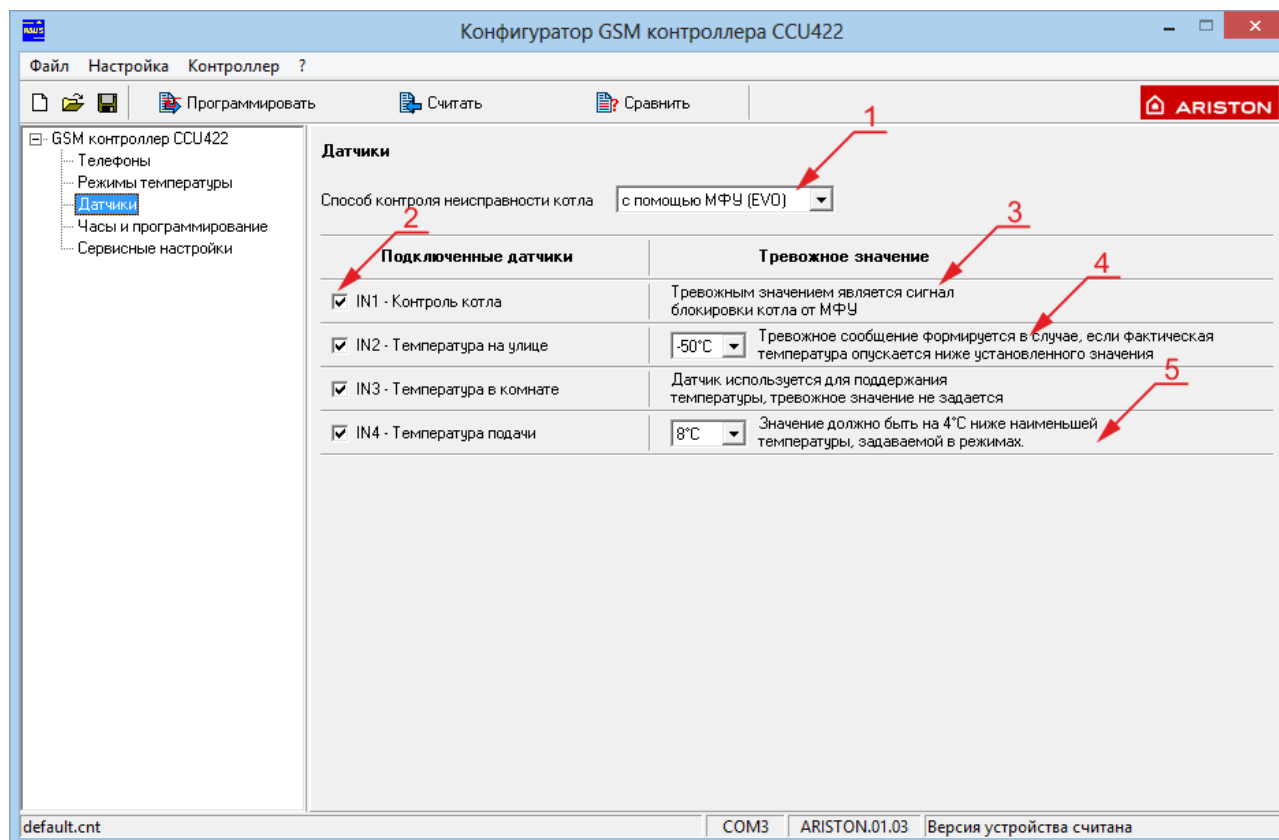 Конфигуратор GSM контроллера CCU422
Файл Настройка Контроллер ?
Программировать Считать Сравнить ARISTON
GSM контроллер CCU422
Телефоны
Режимы температуры
Датчики
Часы и программирование
Сервисные настройки
Датчики
1
Способ контроля неисправности котла с помощью МФУ (EVO)
2
3
Подключенные датчики Тревожное значение
4
IN1 - Контроль котла
Тревожным значением является сигнал
блокировки котла от МФУ
IN2 - Температура на улице -50°C
Тревожное сообщение формируется в случае, если фактическая
температура опускается ниже установленного значения
5
IN3 - Температура в комнате
Датчик используется для поддержания
температуры, тревожное значение не задается
IN4 - Температура подачи 8°C
Значение должно быть на 4°C ниже наименьшей
температуры, задаваемой в режимах.
default.cnt COM3 ARISTON.01.03 Версия устройства считана